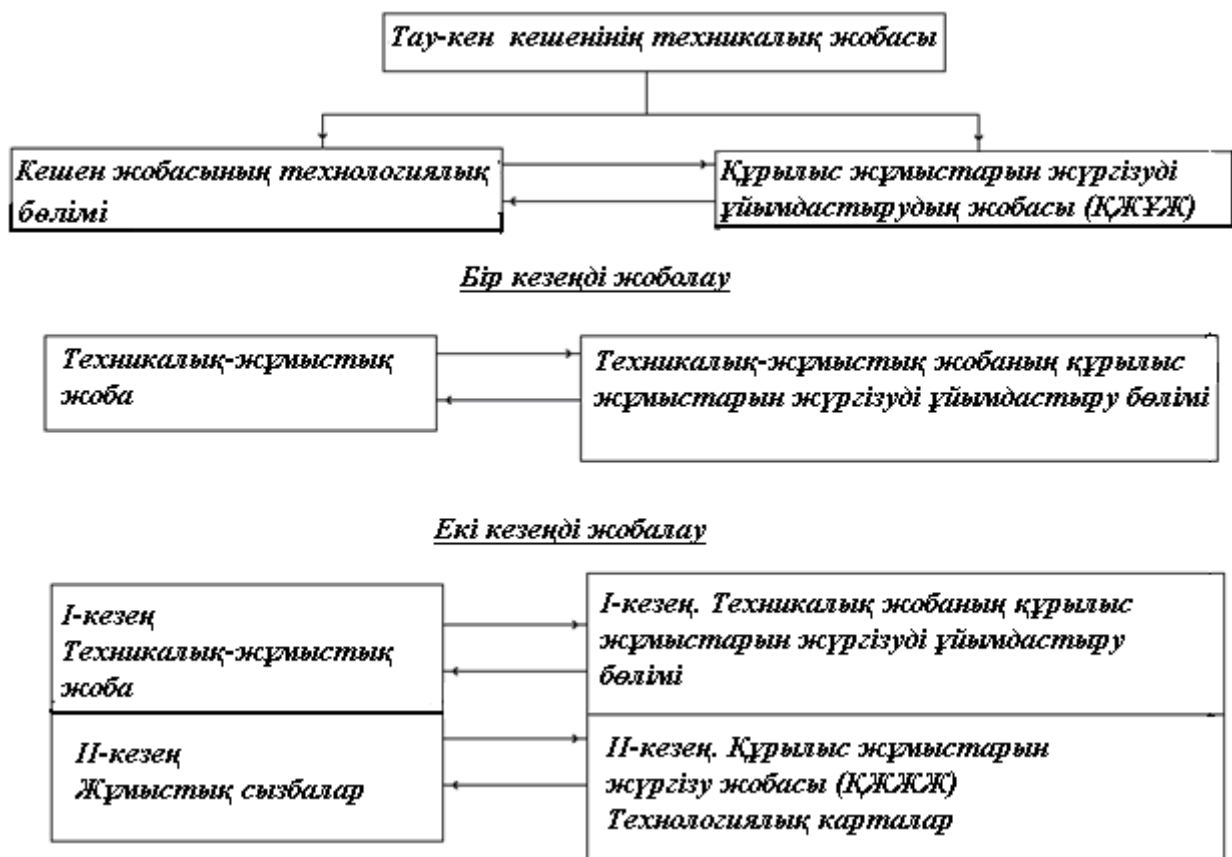 Тау-кен кешенінің техникалық жобасы
Кешен жобасының технологиялық
бөлімі
Құрылыс жұмыстарын жүргізуді
ұйымдастырудың жобасы (ҚЖҰЖ)
Бір кезеңді жоболау
Техникалық-жұмыстық
жоба
Техникалық-жұмыстық жобаның құрылыс
жұмыстарын жүргізуді ұйымдастыру бөлімі
Екі кезеңді жобалау
I-кезең
Техникалық-жұмыстық
жоба
I-кезең. Техникалық жобаның құрылыс
жұмыстарын жүргізуді ұйымдастыру
бөлімі
II-кезең
Жұмыстық сызбалар
II-кезең. Құрылыс жұмыстарын
жүргізу жобасы (ҚЖЖЖ)
Технологиялық карталар